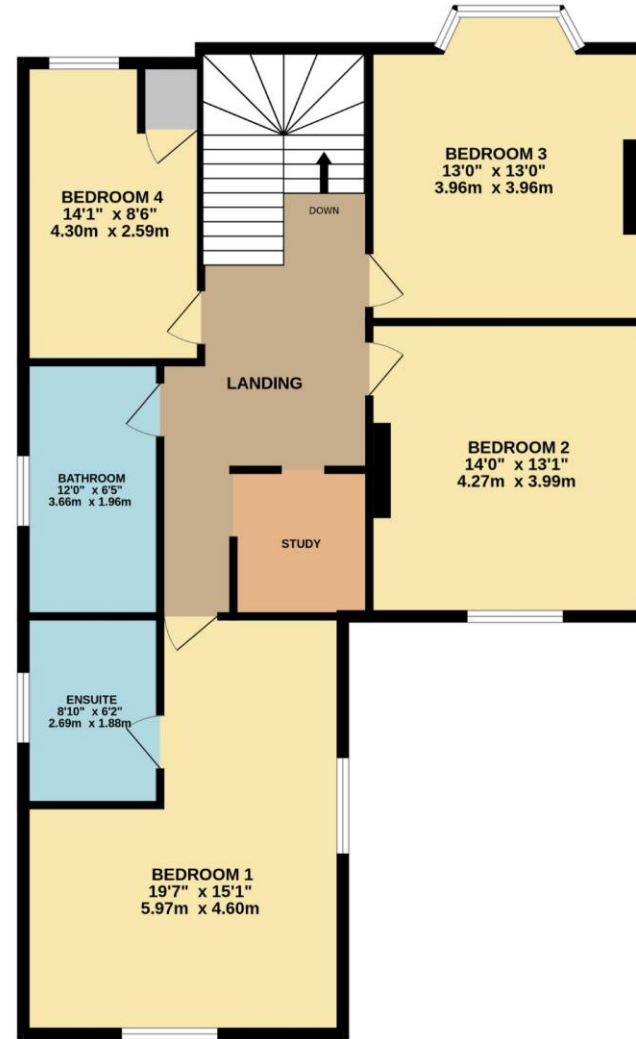 BEDROOM 4
14'1" x 8'6"
4.30m x 2.59m
DOWN
BEDROOM 3
13'0" x 13'0"
3.96m x 3.96m
LANDING
BEDROOM 2
14'0" x 13'1"
4.27m x 3.99m
BATHROOM
12'0" x 6'5"
3.66m x 1.96m
STUDY
ENSUITE
8'10" x 6'2"
2.69m x 1.88m
BEDROOM 1
19'7" x 15'1"
5.97m x 4.60m